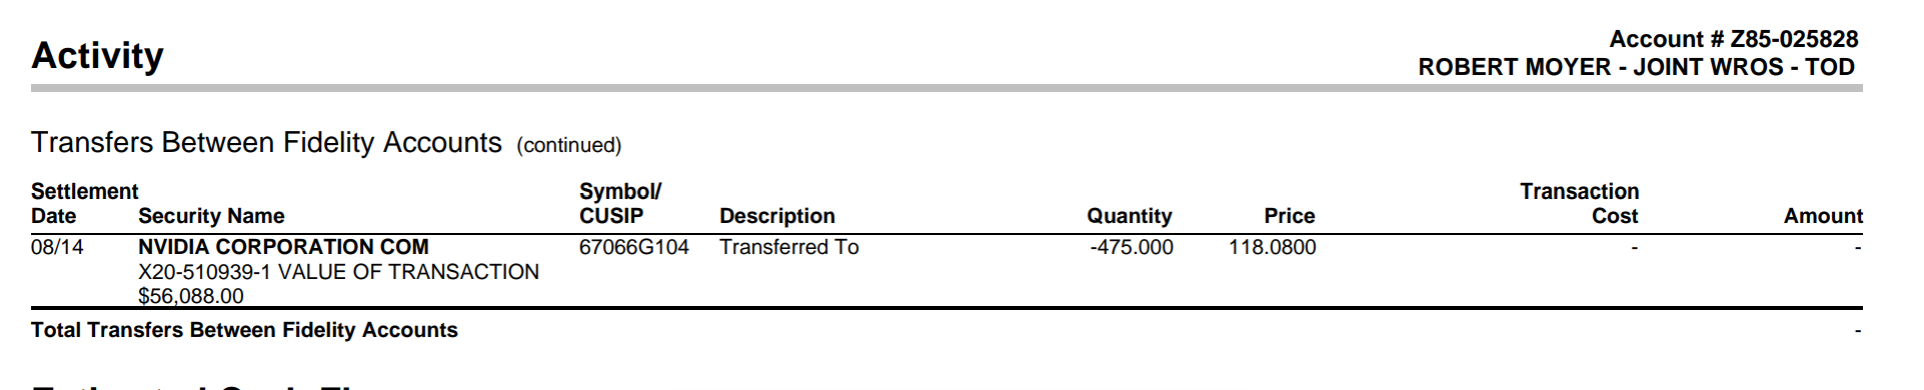 Activity
Account # Z85-025828
ROBERT MOYER - JOINT WROS - TOD
Transfers Between Fidelity Accounts (continued)
Settlement Date Security Name Symbol/ CUSIP Description Quantity Price Transaction Cost Amount
08/14 NVIDIA CORPORATION COM 67066G104 Transferred To -475.000 118.0800 - -
X20-510939-1 VALUE OF TRANSACTION
$56,088.00
Total Transfers Between Fidelity Accounts -